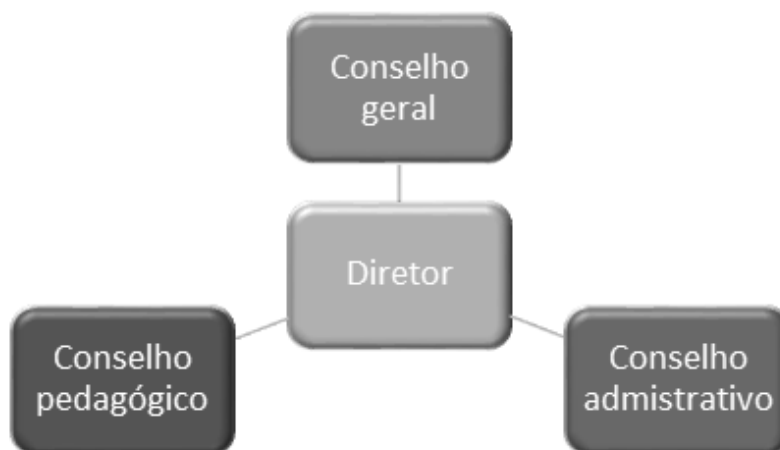 Conselho
geral
Diretor
Conselho
pedagógico
Conselho
admistrativo